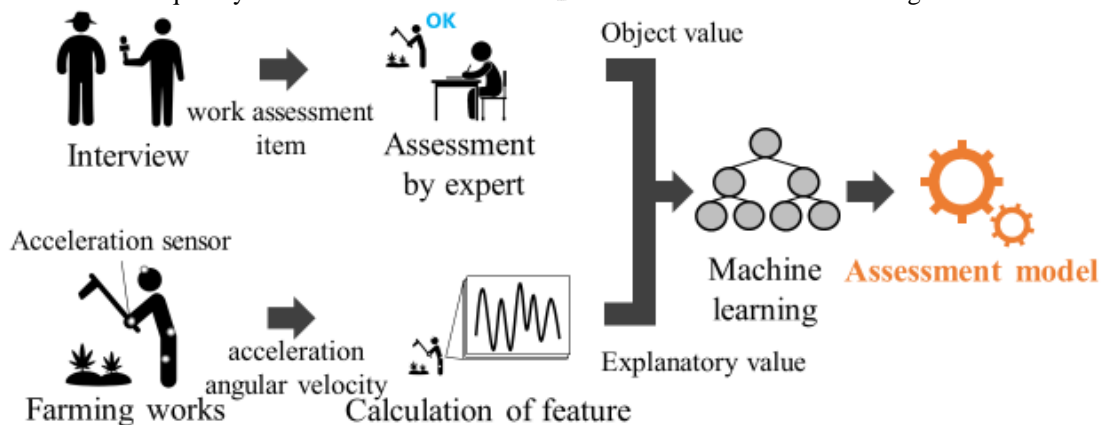 OK
Object value
work assessment
item
Interview
Assessment
by expert
Acceleration sensor
Machine
learning
Assessment model
acceleration
angular velocity
Explanatory value
Farming works
Calculation of feature